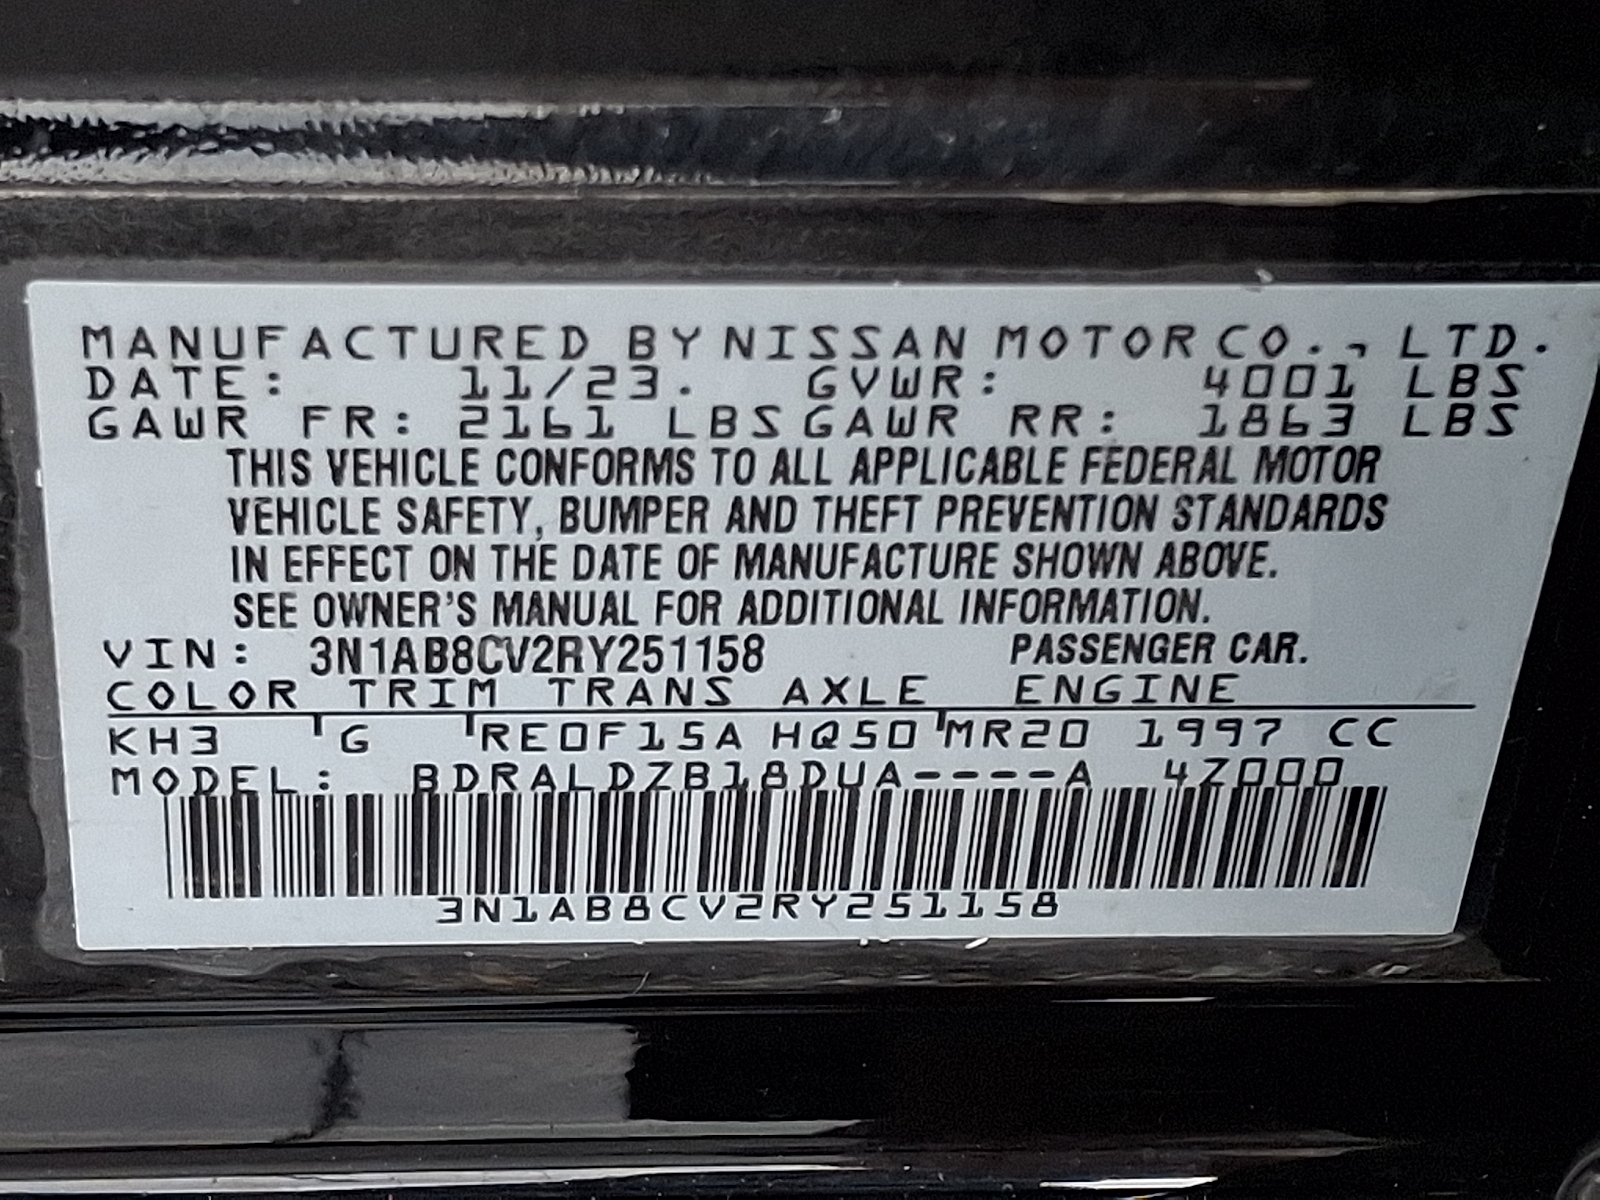 MANUFACTURED BY NISSAN MOTOR CO., LTD.
DATE: 11/23. GVWR: 4001 LBS
GAWR FR: 2161 LBS GAWR RR: 1863 LBS
THIS VEHICLE CONFORMS TO ALL APPLICABLE FEDERAL MOTOR
VEHICLE SAFETY, BUMPER AND THEFT PREVENTION STANDARDS
IN EFFECT ON THE DATE OF MANUFACTURE SHOWN ABOVE.
SEE OWNER'S MANUAL FOR ADDITIONAL INFORMATION.
VIN: 3N1AB8CV2RY251158 PASSENGER CAR.
COLOR TRIM TRANS AXLE ENGINE
KH3 G RE0F15A HQ50 MR20 1997 CC
MODEL: BDRALDZB18DUA----A 4Z000
3N1AB8CV2RY251158